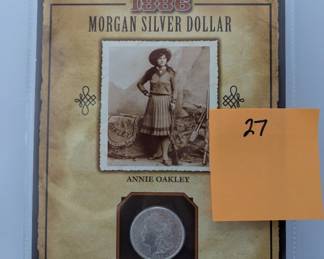 1886
MORGAN SILVER DOLLAR
27
ANNIE OAKLEY